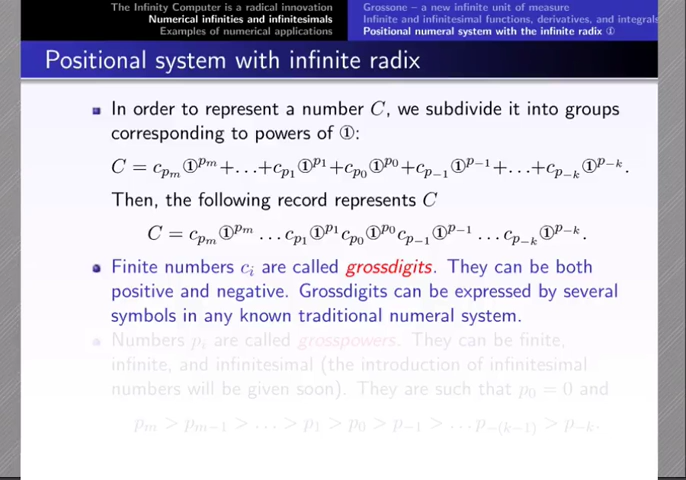 The Infinity Computer is a radical innovation
Numerical infinities and infinitesimals
Examples of numerical applications
Grossone – a new infinite unit of measure
Infinite and infinitesimal functions, derivatives, and integrals
Positional numeral system with the infinite radix ①
Positional system with infinite radix
In order to represent a number C, we subdivide it into groups
corresponding to powers of ①:
C = c_{p_m}①^{p_m}+…+c_{p_1}①^{p_1}+c_{p_0}①^{p_0}+c_{p_{-1}}①^{p_{-1}}+…+c_{p_{-k}}①^{p_{-k}}.
Then, the following record represents C
C = c_{p_m}①^{p_m}…c_{p_1}①^{p_1}c_{p_0}①^{p_0}c_{p_{-1}}①^{p_{-1}}…c_{p_{-k}}①^{p_{-k}}.
Finite numbers c_i are called grossdigits. They can be both
positive and negative. Grossdigits can be expressed by several
symbols in any known traditional numeral system.
Numbers p_i are called grosspowers. They can be finite,
infinite, and infinitesimal (the introduction of infinitesimal
numbers will be given soon). They are such that p_0 = 0 and
p_m > p_{m-1} > … > p_1 > p_0 > p_{-1} > … p_{-(k-1)} > p_{-k}.